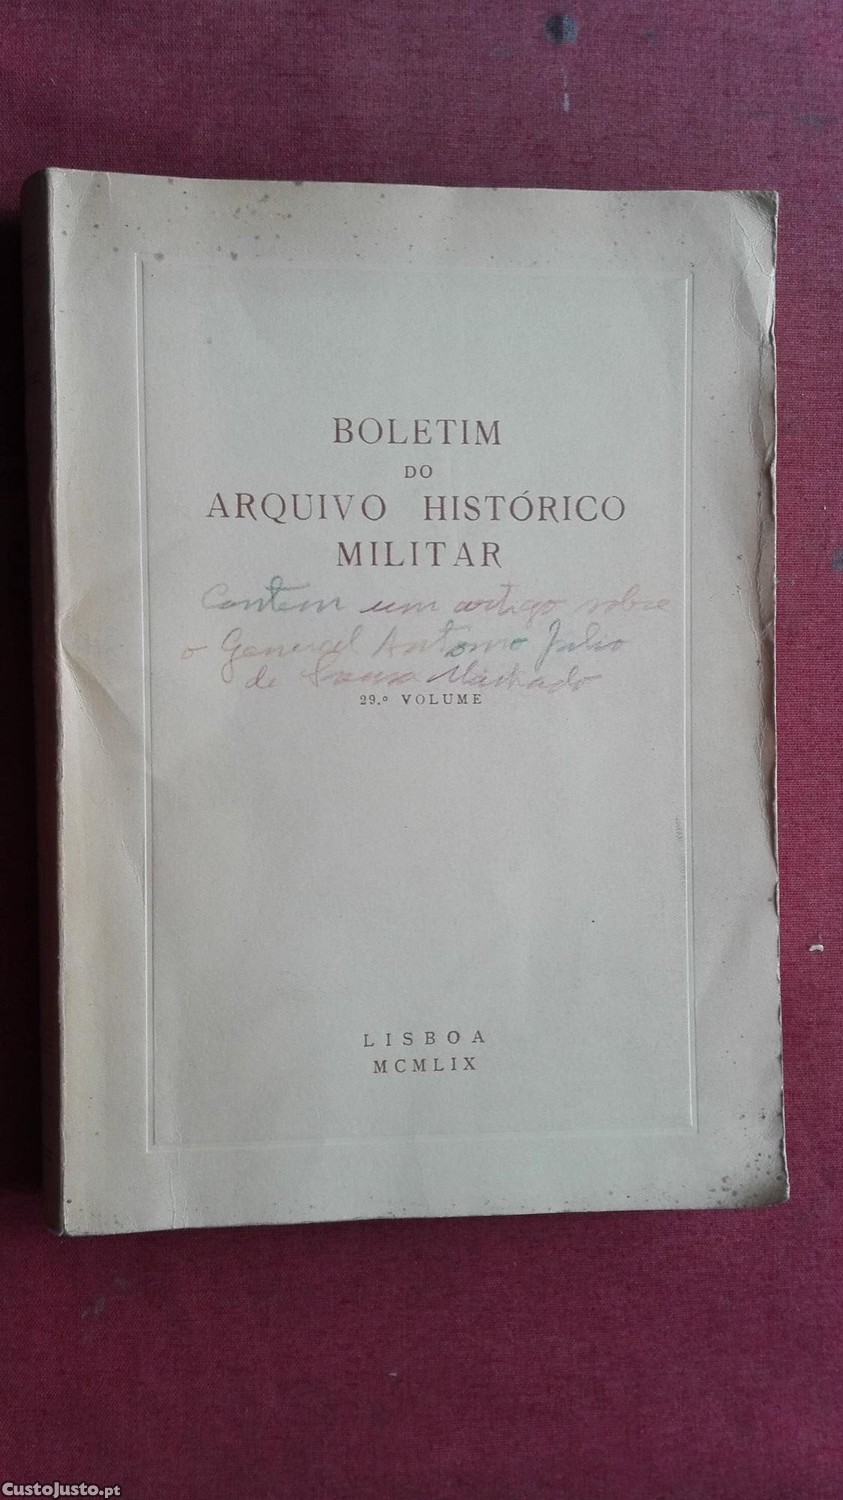 BOLETIM
DO
ARQUIVO HISTÓRICO
MILITAR
Contem um artigo sobre
o General Antonio Julio
de Sousa Machado
29.º VOLUME
LISBOA
MCMLIX
CustoJusto.pt